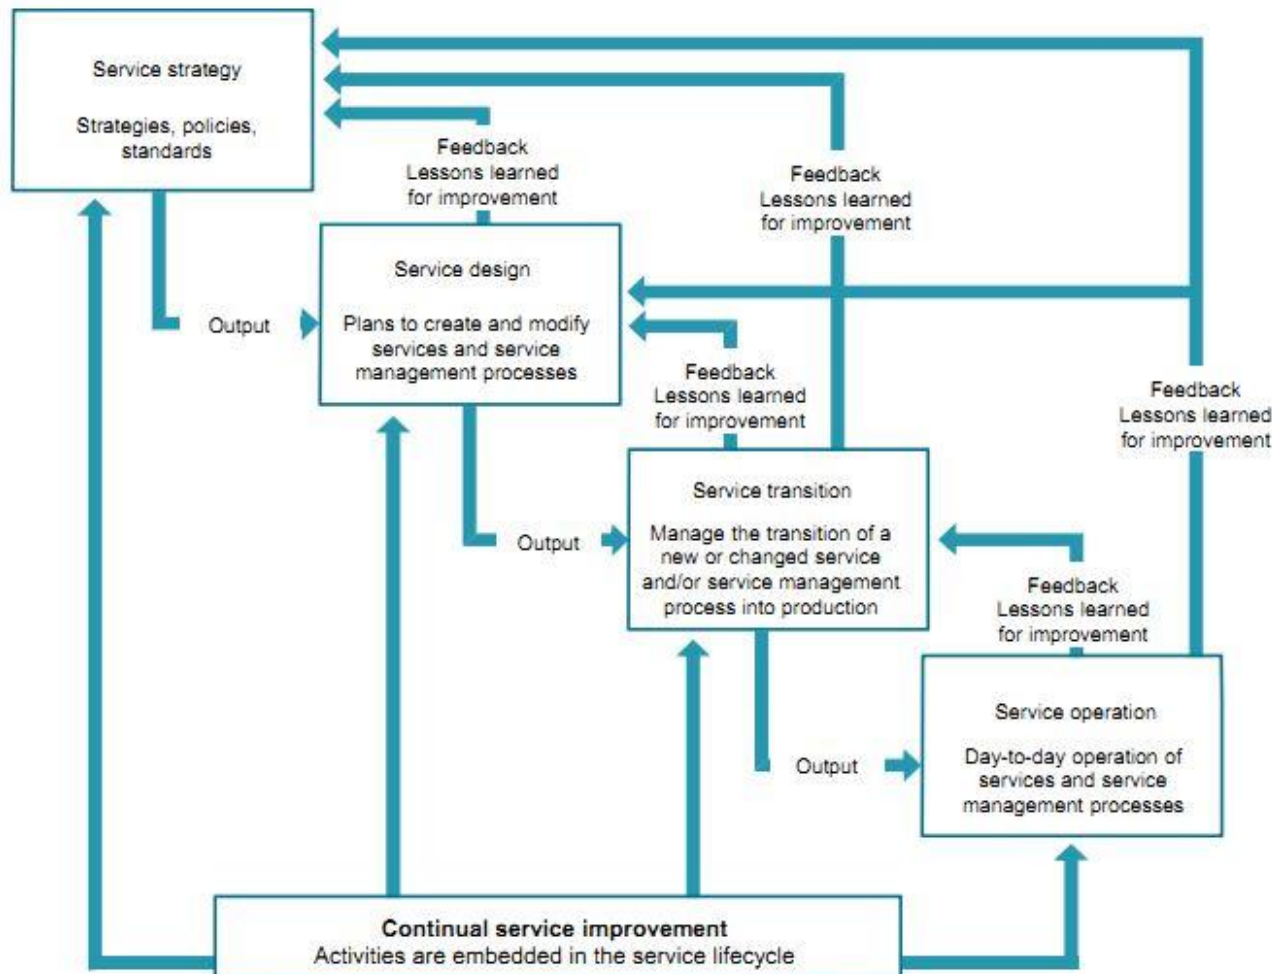 Service strategy
Strategies, policies,
standards
Feedback
Lessons learned
for improvement
Feedback
Lessons learned
for improvement
Service design
Plans to create and modify
services and service
management processes
Output
Feedback
Lessons learned
for improvement
Feedback
Lessons learned
for improvement
Service transition
Manage the transition of a
new or changed service
and/or service management
process into production
Output
Feedback
Lessons learned
for improvement
Service operation
Day-to-day operation of
services and service
management processes
Output
Continual service improvement
Activities are embedded in the service lifecycle